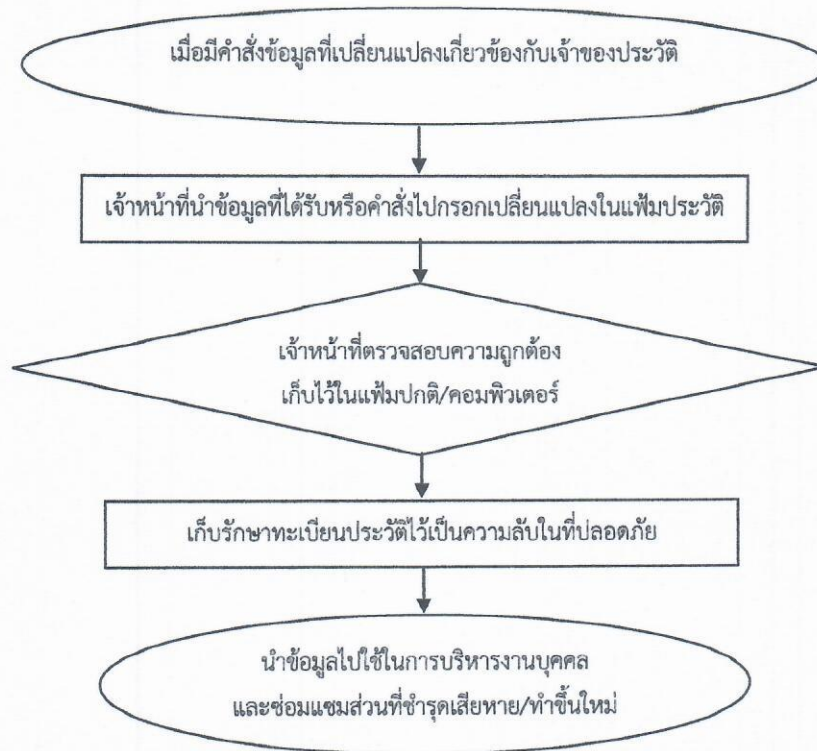 เมื่อมีคำสั่งข้อมูลที่เปลี่ยนแปลงเกี่ยวข้องกับเจ้าของประวัติ
เจ้าหน้าที่นำข้อมูลที่ได้รับหรือคำสั่งไปกรอกเปลี่ยนแปลงในแฟ้มประวัติ
เจ้าหน้าที่ตรวจสอบความถูกต้อง
เก็บไว้ในแฟ้มปกติ/คอมพิวเตอร์
เก็บรักษาทะเบียนประวัติไว้เป็นความลับในที่ปลอดภัย
นำข้อมูลไปใช้ในการบริหารงานบุคคล
และซ่อมแซมส่วนที่ชำรุดเสียหาย/ทำขึ้นใหม่